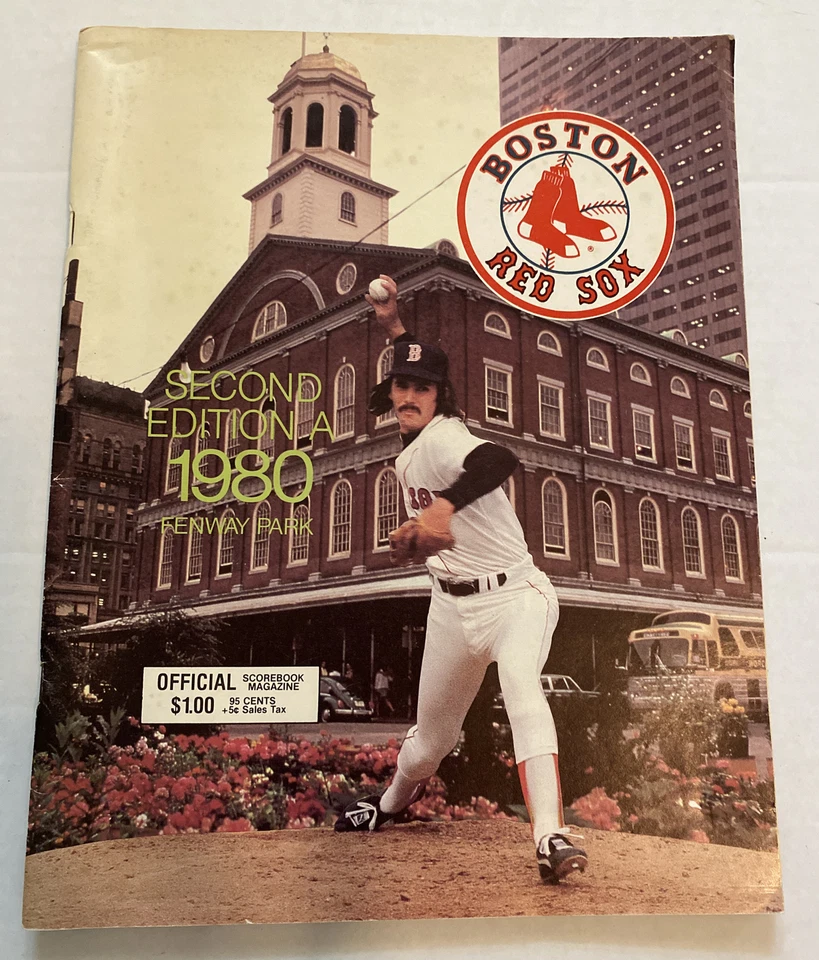 BOSTON
RED SOX
®
B
SECOND
EDITION A
1980
FENWAY PARK
OFFICIAL SCOREBOOK
MAGAZINE
$1.00 95 CENTS
+5¢ Sales Tax